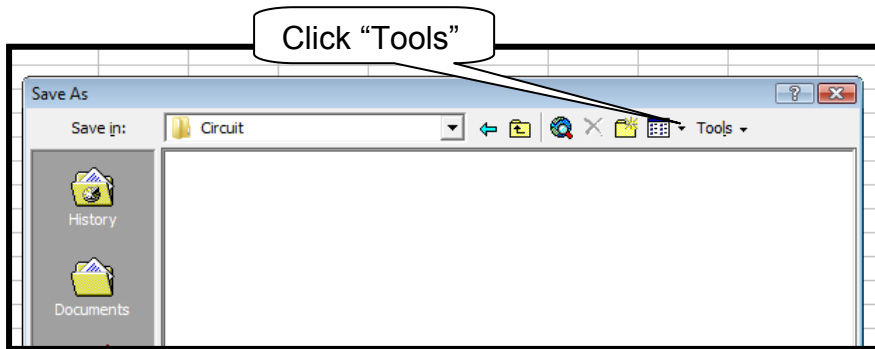 Click “Tools”
Save As
Save in: Circuit Tools
History
Documents